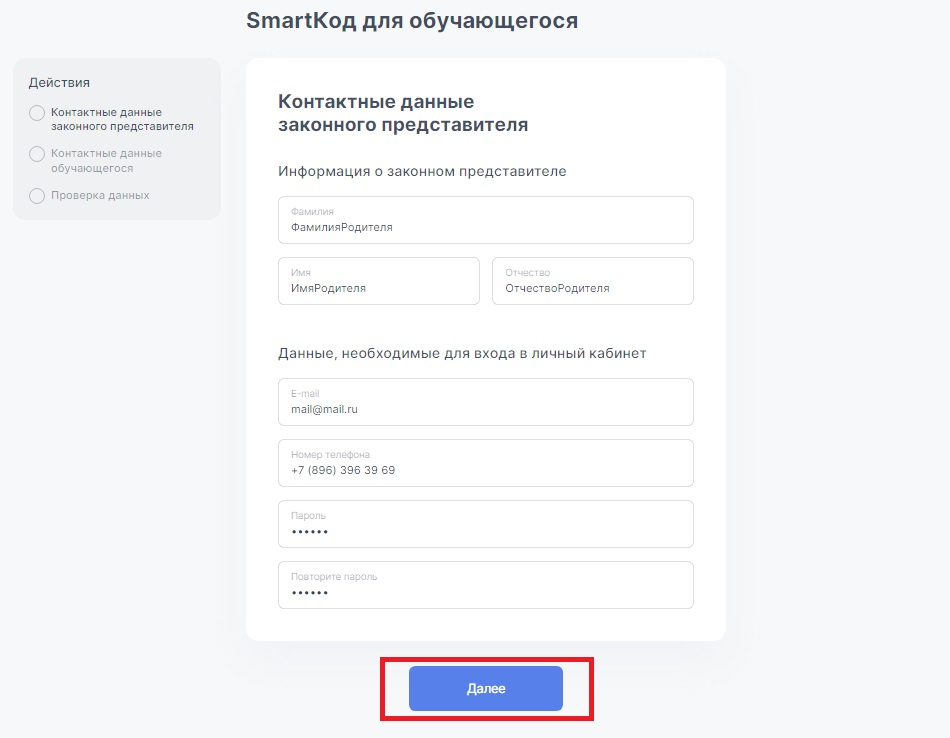 SmartКод для обучающегося
Действия
Контактные данные
законного представителя
Контактные данные
обучающегося
Проверка данных
Контактные данные
законного представителя
Информация о законном представителе
Фамилия
ФамилияРодителя
Имя
ИмяРодителя
Отчество
ОтчествоРодителя
Данные, необходимые для входа в личный кабинет
E-mail
mail@mail.ru
Номер телефона
+7 (896) 396 39 69
Пароль
••••••
Повторите пароль
••••••
Далее